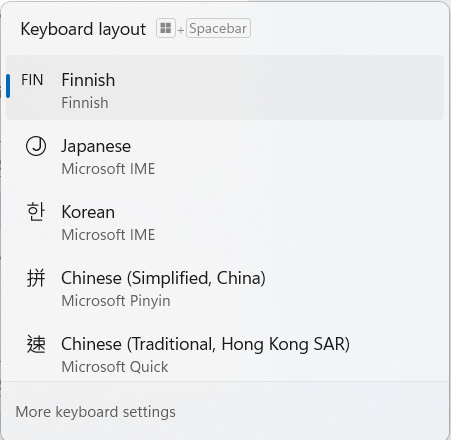 Keyboard layout + Spacebar
FIN Finnish
Finnish
Japanese
Microsoft IME
한 Korean
Microsoft IME
拼 Chinese (Simplified, China)
Microsoft Pinyin
速 Chinese (Traditional, Hong Kong SAR)
Microsoft Quick
More keyboard settings